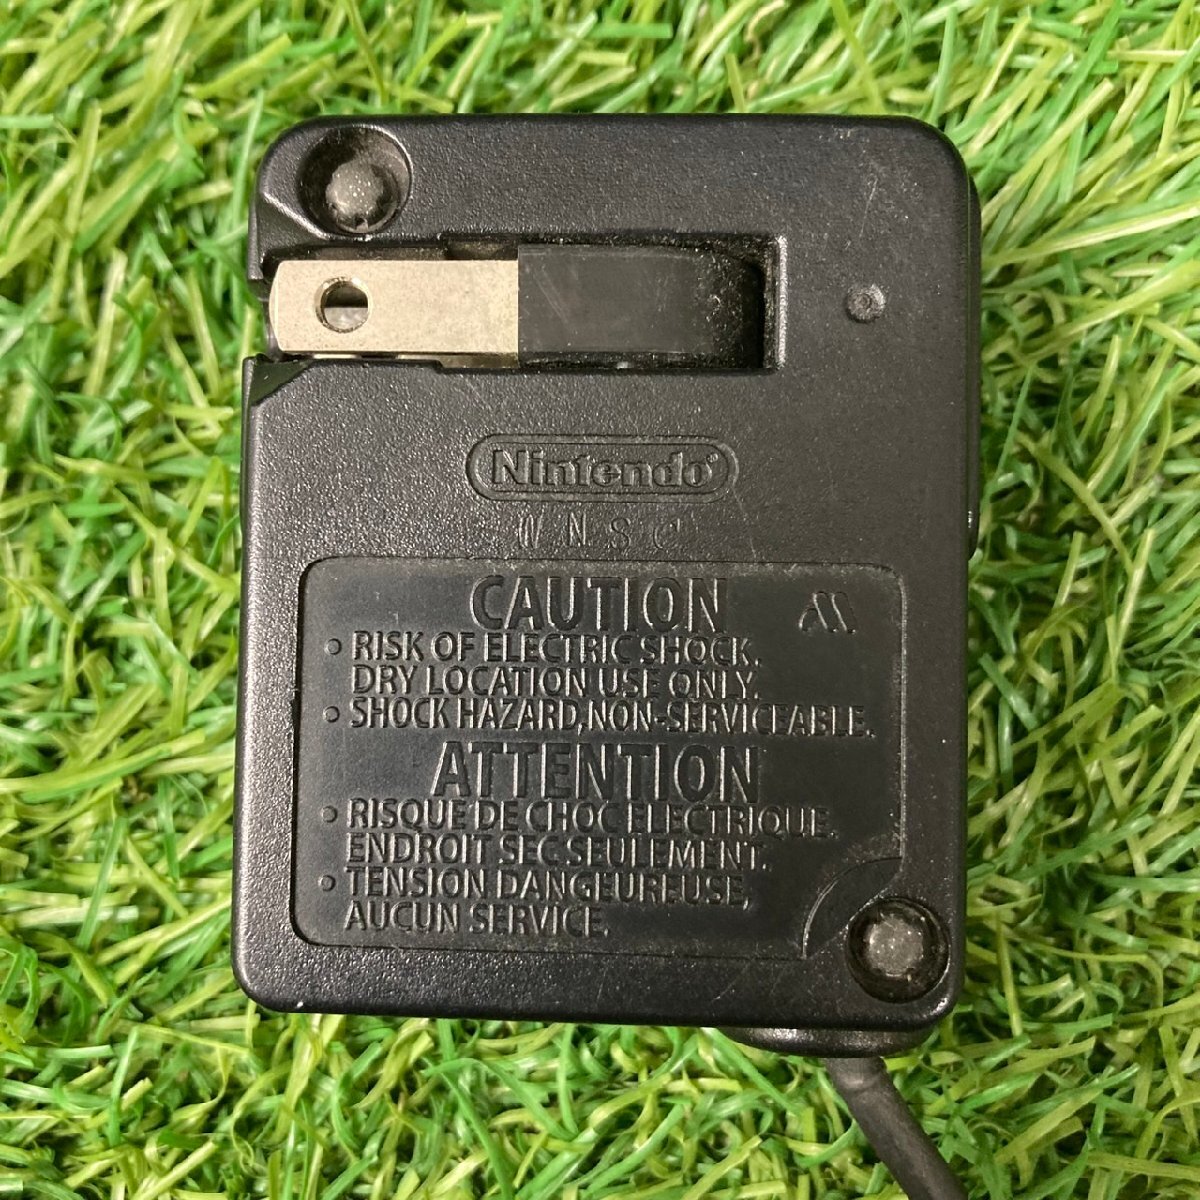 Nintendo®
WNSC
CAUTION
• RISK OF ELECTRIC SHOCK.
DRY LOCATION USE ONLY.
• SHOCK HAZARD, NON-SERVICEABLE.
ATTENTION
• RISQUE DE CHOC ELECTRIQUE.
ENDROIT SEC SEULEMENT.
• TENSION DANGEUREUSE,
AUCUN SERVICE.